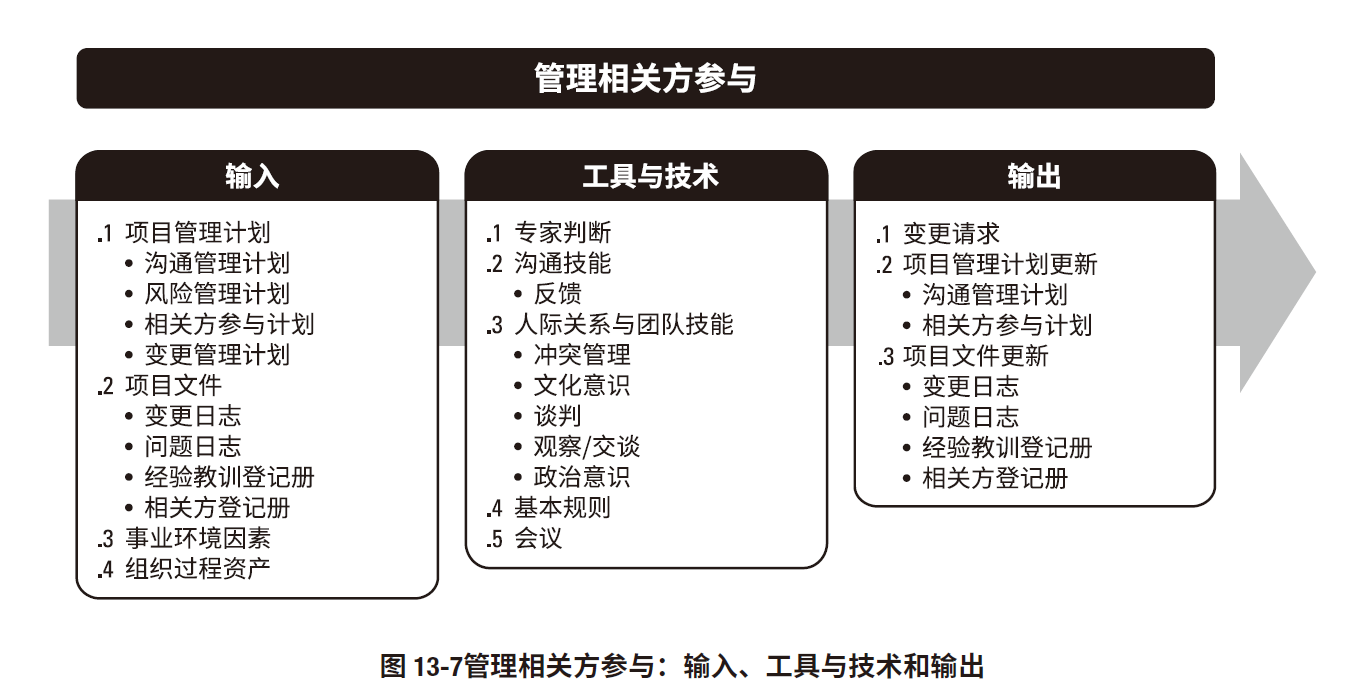 管理相关方参与
输入
.1 项目管理计划
• 沟通管理计划
• 风险管理计划
• 相关方参与计划
• 变更管理计划
.2 项目文件
• 变更日志
• 问题日志
• 经验教训登记册
• 相关方登记册
.3 事业环境因素
.4 组织过程资产
工具与技术
.1 专家判断
.2 沟通技能
• 反馈
.3 人际关系与团队技能
• 冲突管理
• 文化意识
• 谈判
• 观察/交谈
• 政治意识
.4 基本规则
.5 会议
输出
.1 变更请求
.2 项目管理计划更新
• 沟通管理计划
• 相关方参与计划
.3 项目文件更新
• 变更日志
• 问题日志
• 经验教训登记册
• 相关方登记册
图 13-7管理相关方参与：输入、工具与技术和输出